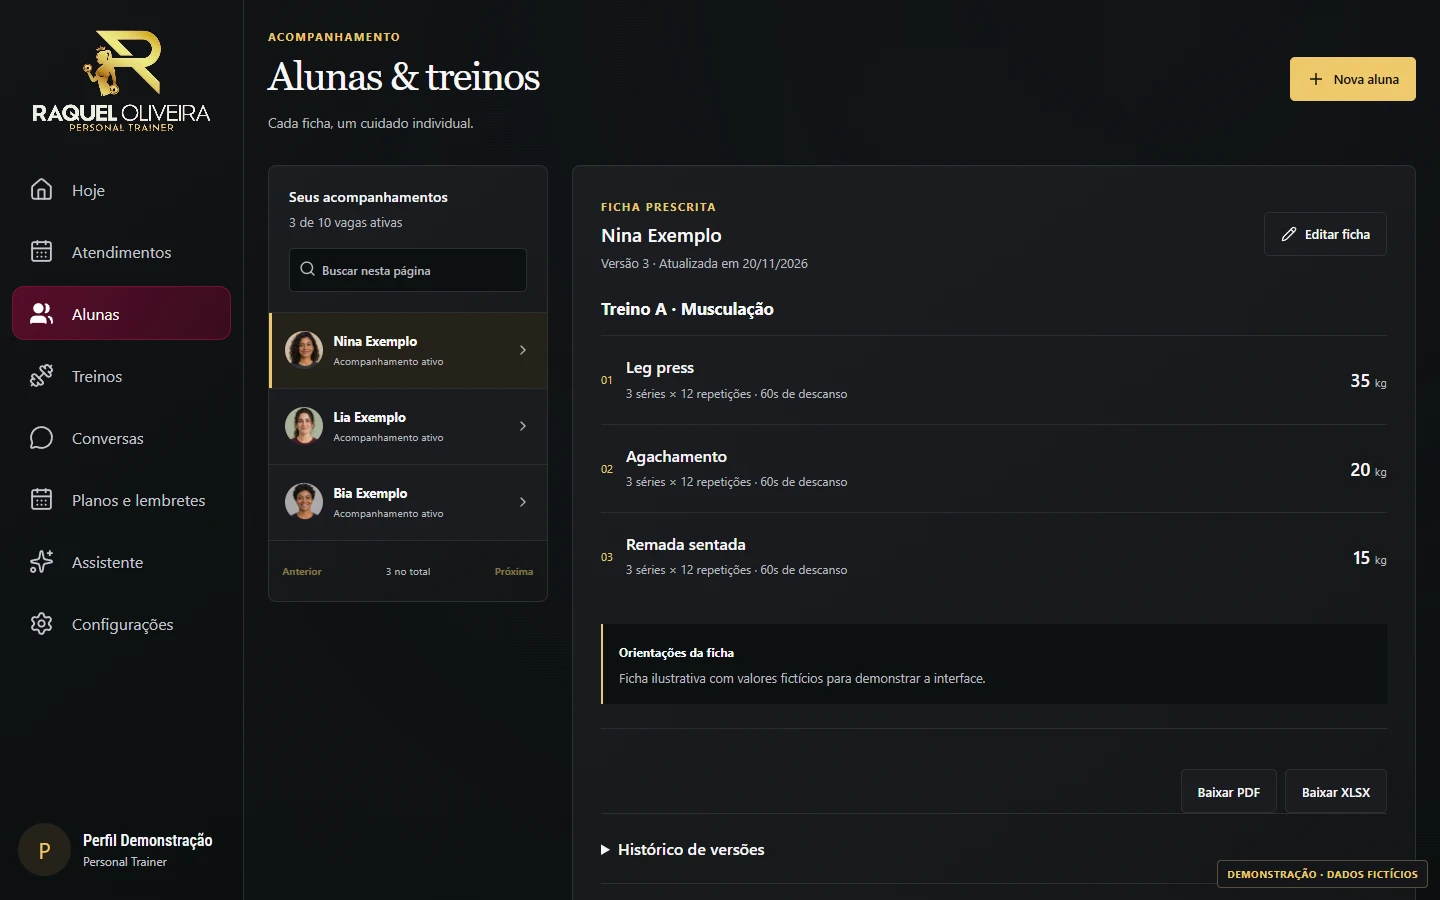 RAQUEL OLIVEIRA
PERSONAL TRAINER
Hoje
Atendimentos
Alunas
Treinos
Conversas
Planos e lembretes
Assistente
Configurações
P
Perfil Demonstração
Personal Trainer
ACOMPANHAMENTO
Alunas & treinos
Cada ficha, um cuidado individual.
+ Nova aluna
Seus acompanhamentos
3 de 10 vagas ativas
Buscar nesta página
Nina Exemplo
Acompanhamento ativo
Lia Exemplo
Acompanhamento ativo
Bia Exemplo
Acompanhamento ativo
Anterior 3 no total Próxima
FICHA PRESCRITA
Nina Exemplo
Versão 3 · Atualizada em 20/11/2026
Editar ficha
Treino A · Musculação
01 Leg press 35 kg
3 séries × 12 repetições · 60s de descanso
02 Agachamento 20 kg
3 séries × 12 repetições · 60s de descanso
03 Remada sentada 15 kg
3 séries × 12 repetições · 60s de descanso
Orientações da ficha
Ficha ilustrativa com valores fictícios para demonstrar a interface.
Baixar PDF Baixar XLSX
Histórico de versões
DEMONSTRAÇÃO · DADOS FICTÍCIOS